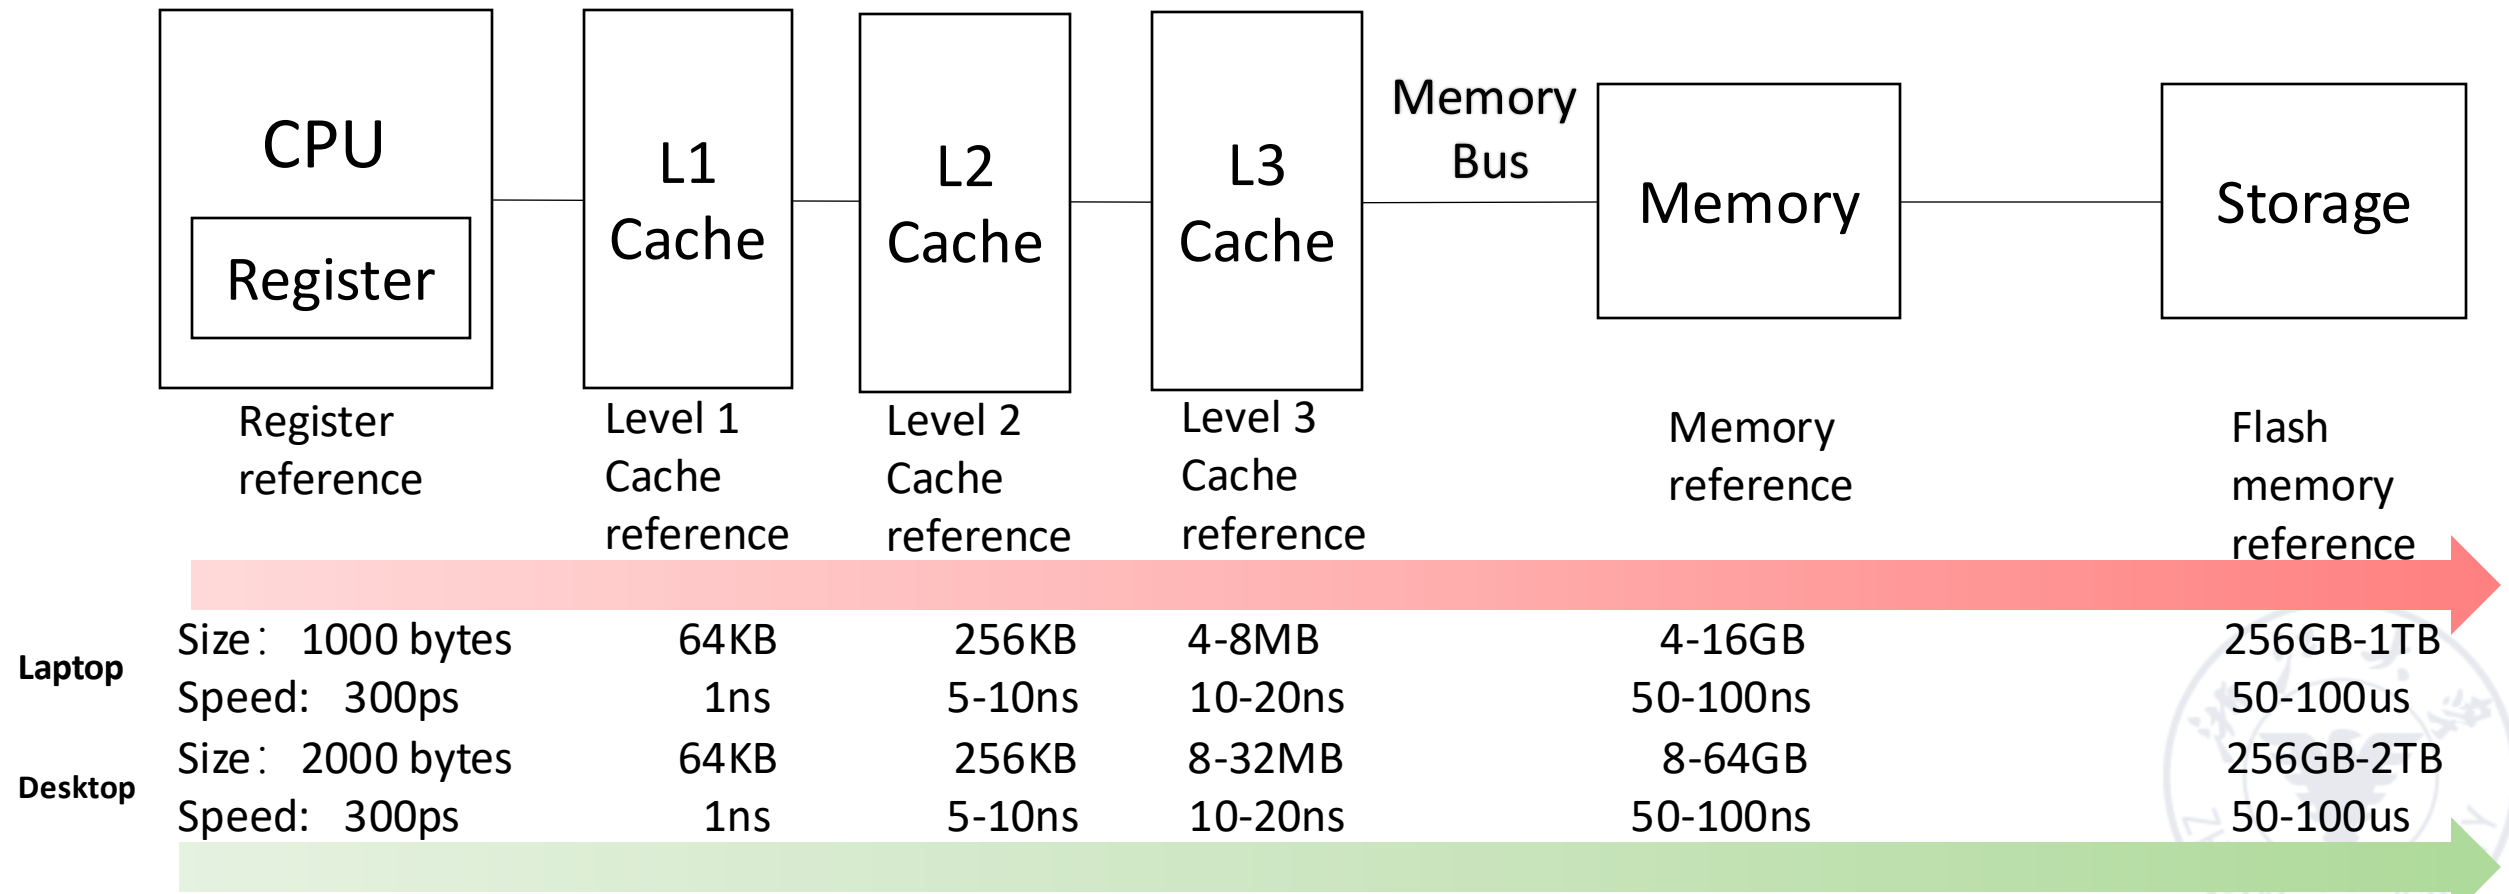 CPU
Register
L1
Cache
L2
Cache
L3
Cache
Memory
Bus
Memory
Storage
Register
reference
Level 1
Cache
reference
Level 2
Cache
reference
Level 3
Cache
reference
Memory
reference
Flash
memory
reference
Laptop
Size： 1000 bytes 64KB 256KB 4-8MB 4-16GB 256GB-1TB
Speed: 300ps 1ns 5-10ns 10-20ns 50-100ns 50-100us
Desktop
Size： 2000 bytes 64KB 256KB 8-32MB 8-64GB 256GB-2TB
Speed: 300ps 1ns 5-10ns 10-20ns 50-100ns 50-100us